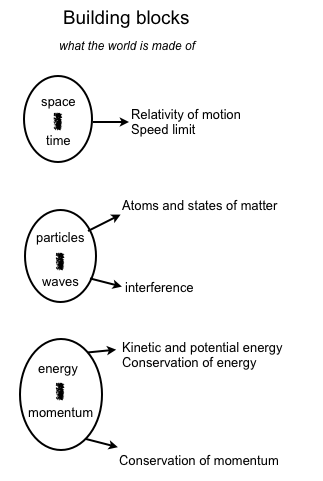 Building blocks
what the world is made of
space
time
Relativity of motion
Speed limit
particles
waves
Atoms and states of matter
interference
energy
momentum
Kinetic and potential energy
Conservation of energy
Conservation of momentum